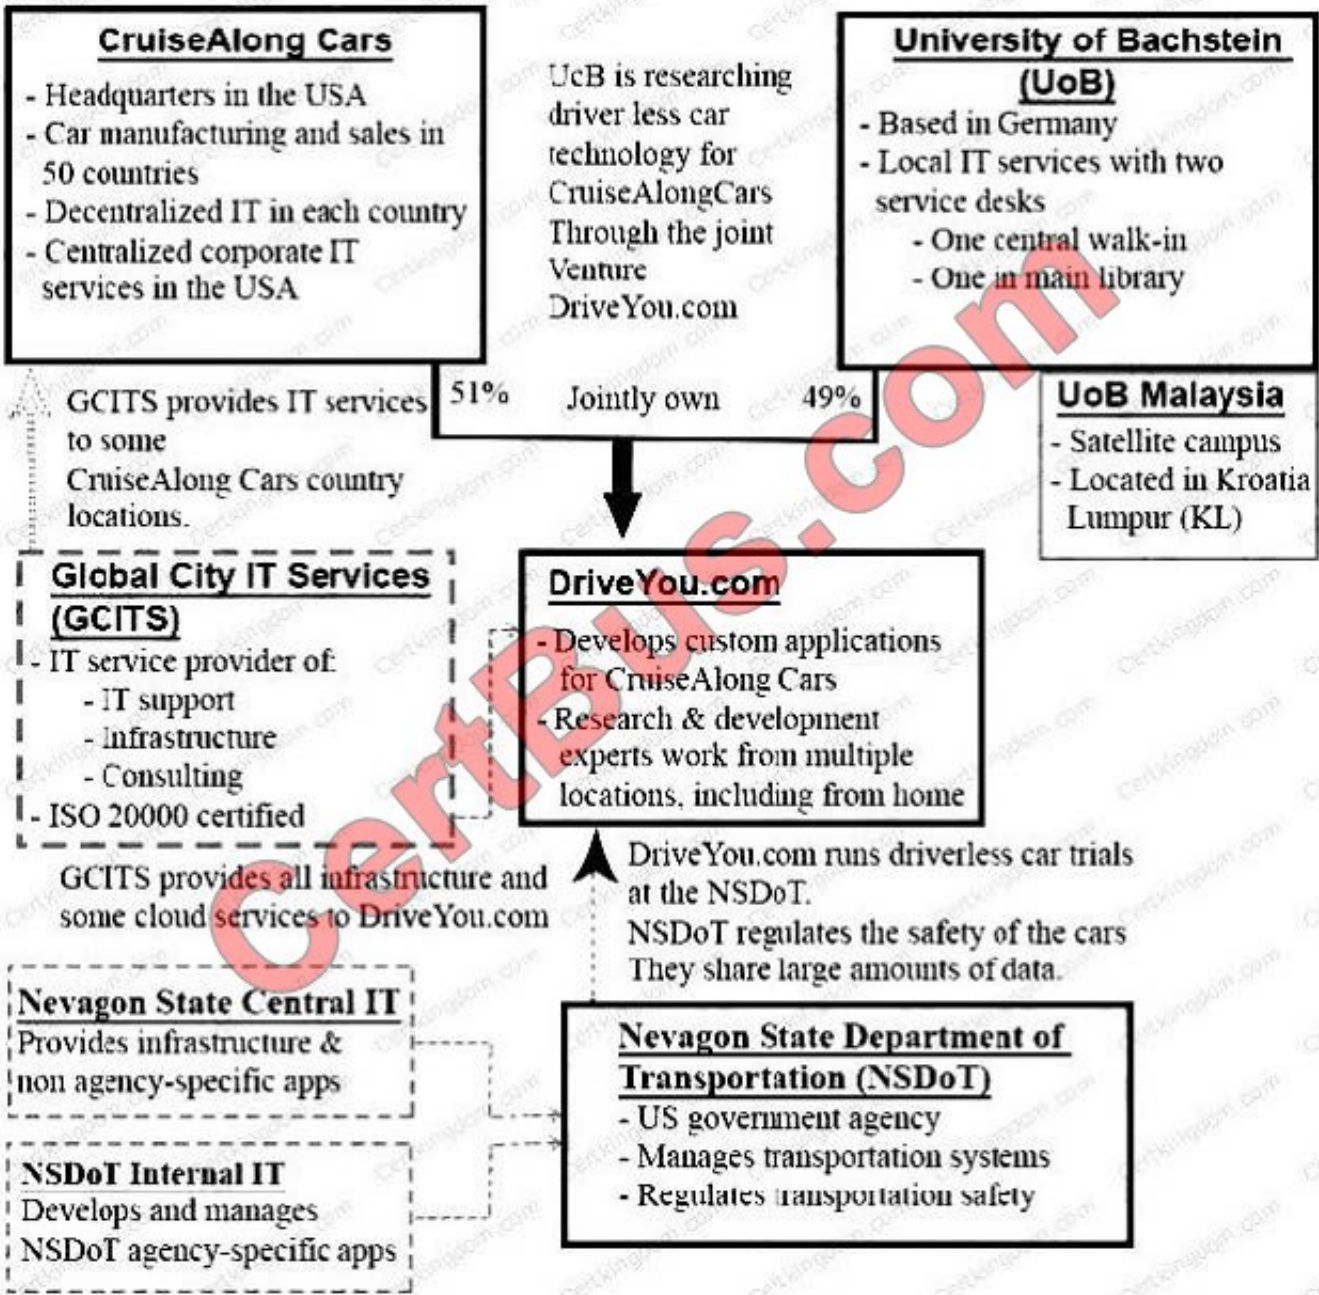 CruiseAlong Cars
- Headquarters in the USA
- Car manufacturing and sales in
50 countries
- Decentralized IT in each country
- Centralized corporate IT
services in the USA
UcB is researching
driver less car
technology for
CruiseAlongCars
Through the joint
Venture
DriveYou.com
University of Bachstein
(UoB)
- Based in Germany
- Local IT services with two
service desks
- One central walk-in
- One in main library
51% Jointly own 49%
UoB Malaysia
- Satellite campus
- Located in Kroatia
Lumpur (KL)
GCITS provides IT services
to some
CruiseAlong Cars country
locations.
Global City IT Services
(GCITS)
- IT service provider of:
- IT support
- Infrastructure
- Consulting
- ISO 20000 certified
DriveYou.com
- Develops custom applications
for CruiseAlong Cars
- Research & development
experts work from multiple
locations, including from home
GCITS provides all infrastructure and
some cloud services to DriveYou.com
DriveYou.com runs driverless car trials
at the NSDoT.
NSDoT regulates the safety of the cars
They share large amounts of data.
Nevagon State Central IT
Provides infrastructure &
non agency-specific apps
NSDoT Internal IT
Develops and manages
NSDoT agency-specific apps
Nevagon State Department of
Transportation (NSDoT)
- US government agency
- Manages transportation systems
- Regulates transportation safety
CertBus.com
Certkingdom.com